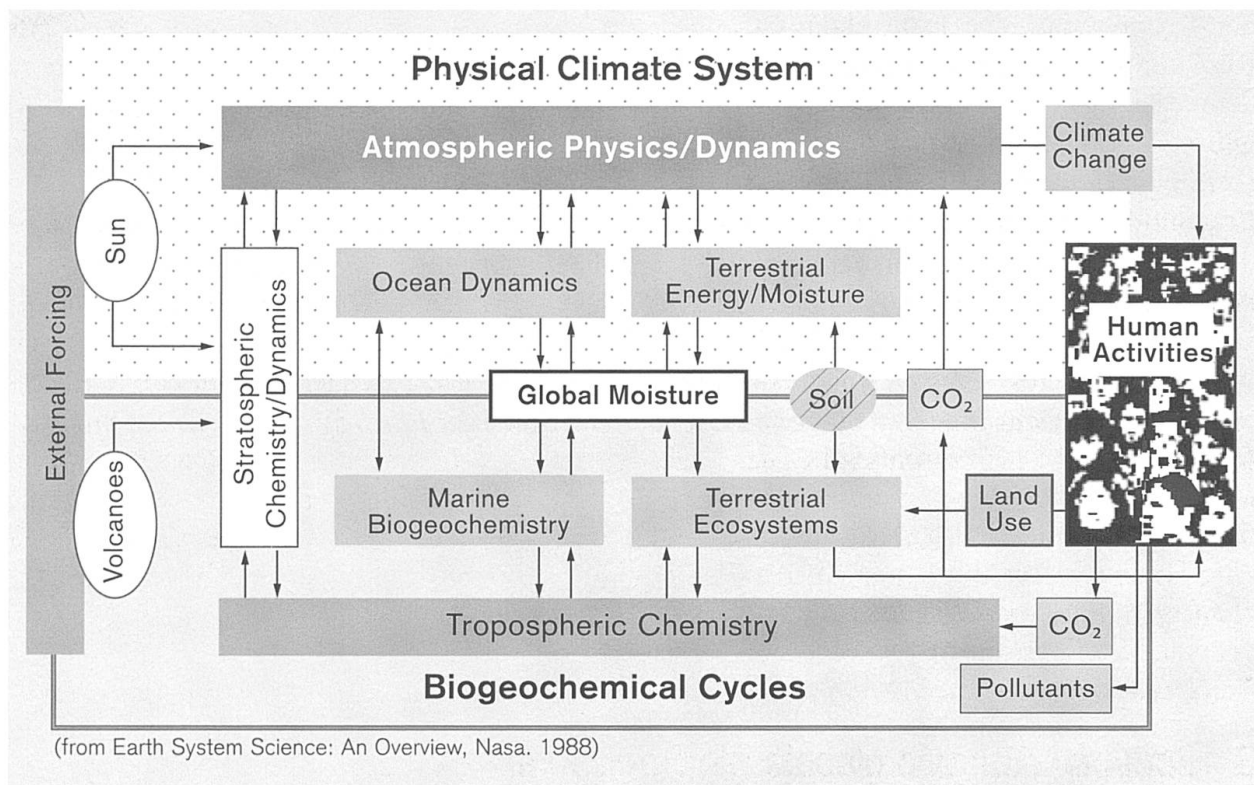 Physical Climate System
Atmospheric Physics/Dynamics
Climate
Change
External Forcing
Sun
Stratospheric
Chemistry/Dynamics
Ocean Dynamics
Terrestrial
Energy/Moisture
Human
Activities
Global Moisture
Soil
CO₂
Volcanoes
Marine
Biogeochemistry
Terrestrial
Ecosystems
Land
Use
Tropospheric Chemistry
CO₂
Biogeochemical Cycles
Pollutants
(from Earth System Science: An Overview, Nasa. 1988)